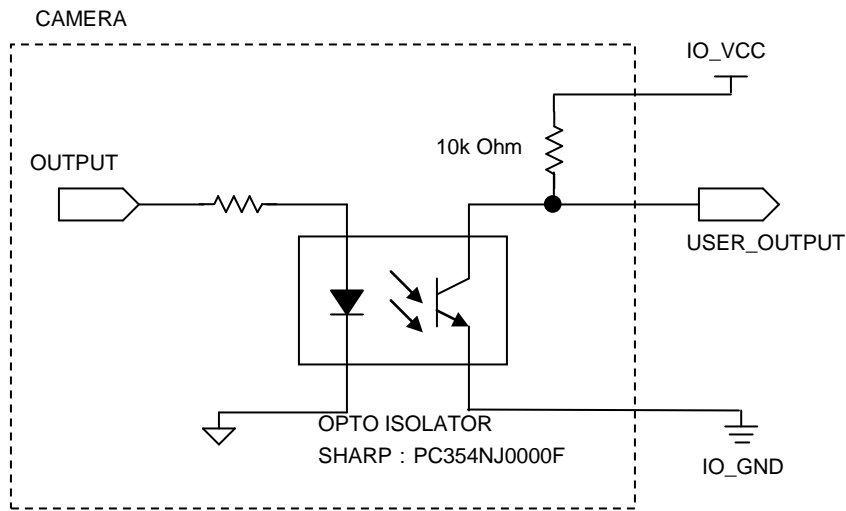 CAMERA
IO_VCC
10k Ohm
OUTPUT
USER_OUTPUT
OPTO ISOLATOR
SHARP : PC354NJ0000F
IO_GND